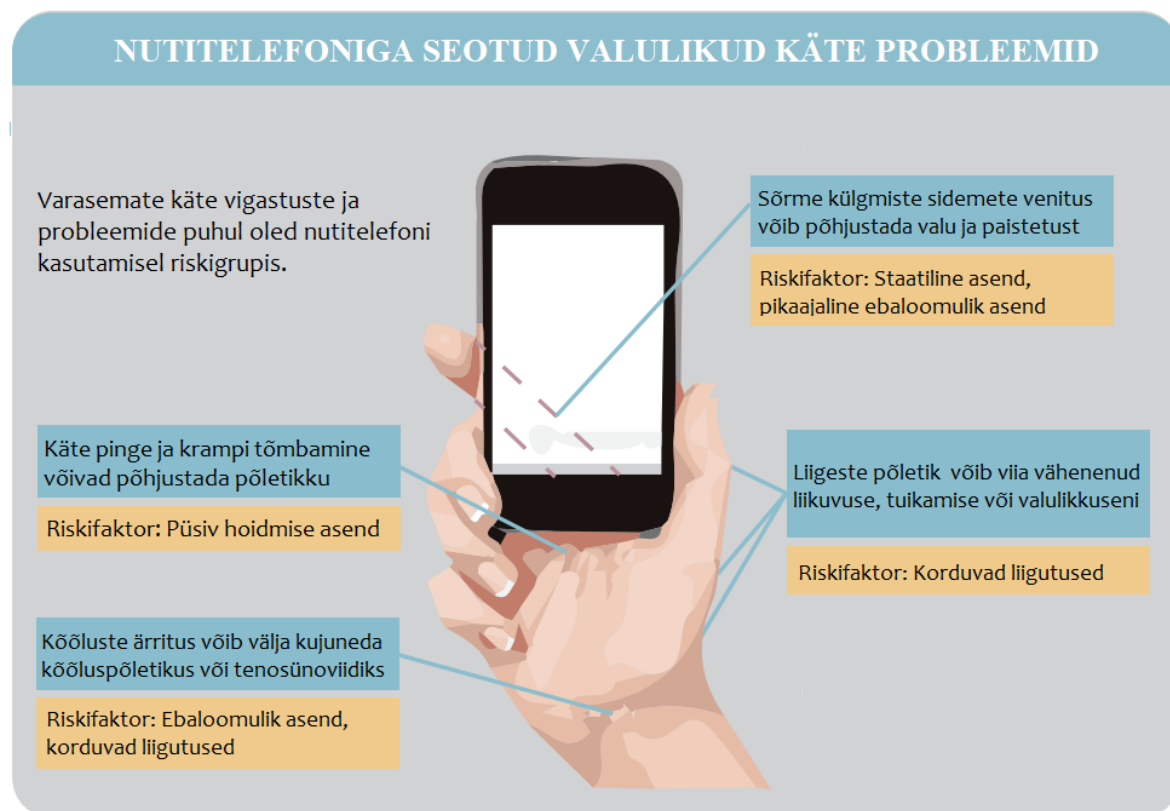 NUTITELEFONIGA SEOTUD VALULIKUD KÄTE PROBLEEMID
Varasemate käte vigastuste ja
probleemide puhul oled nutitelefoni
kasutamisel riskigrupis.
Sõrme külgmiste sidemete venitus
võib põhjustada valu ja paistetust
Riskifaktor: Staatiline asend,
pikaajaline ebaloomulik asend
Käte pinge ja krampi tõmbamine
võivad põhjustada põletikku
Riskifaktor: Püsiv hoidmise asend
Liigeste põletik võib viia vähenenud
liikuvuse, tuikamise või valulikkuseni
Riskifaktor: Korduvad liigutused
Kõõluste ärritus võib välja kujuneda
kõõluspõletikus või tenosünoviidiks
Riskifaktor: Ebaloomulik asend,
korduvad liigutused